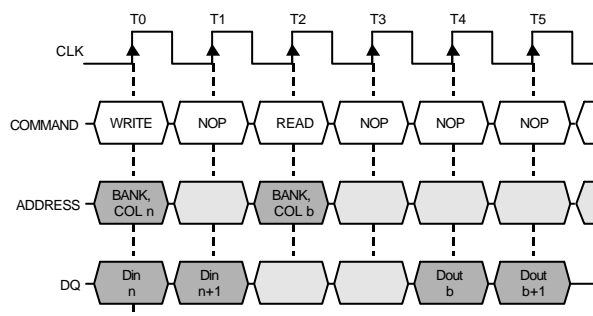 T0 T1 T2 T3 T4 T5
CLK
COMMAND WRITE NOP READ NOP NOP NOP
ADDRESS BANK, COL n BANK, COL b
DQ Din n Din n+1 Dout b Dout b+1